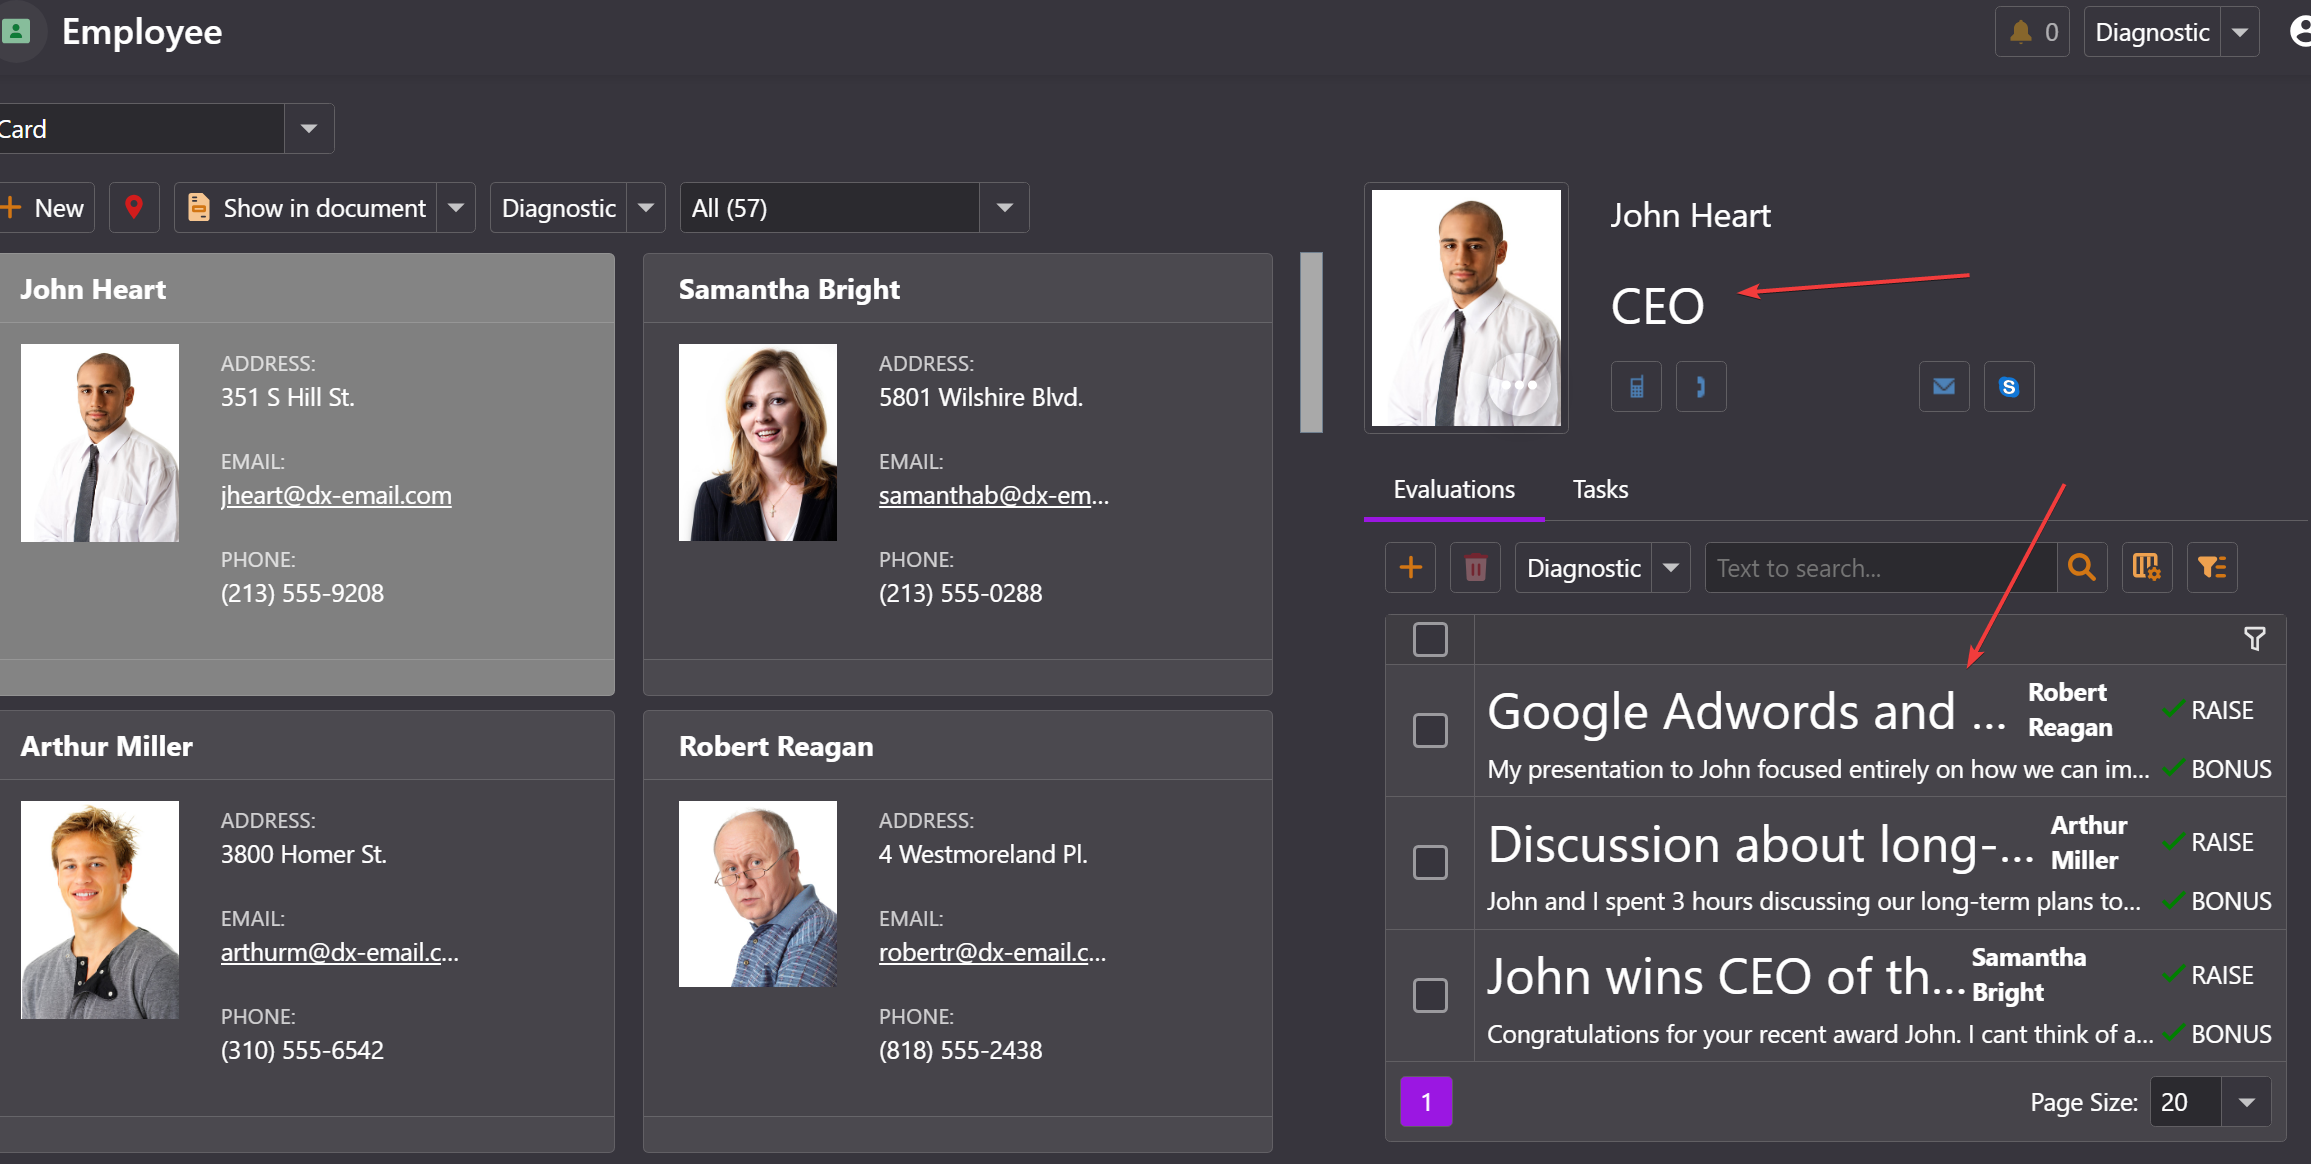 Employee
0
Diagnostic
Card
New
Show in document
Diagnostic
All (57)
John Heart
ADDRESS:
351 S Hill St.
EMAIL:
jheart@dx-email.com
PHONE:
(213) 555-9208
Samantha Bright
ADDRESS:
5801 Wilshire Blvd.
EMAIL:
samanthab@dx-em...
PHONE:
(213) 555-0288
Arthur Miller
ADDRESS:
3800 Homer St.
EMAIL:
arthurm@dx-email.c...
PHONE:
(310) 555-6542
Robert Reagan
ADDRESS:
4 Westmoreland Pl.
EMAIL:
robertr@dx-email.c...
PHONE:
(818) 555-2438
John Heart
CEO
S
Evaluations
Tasks
Diagnostic
Text to search...
Google Adwords and ...
Robert
Reagan
RAISE
My presentation to John focused entirely on how we can im...
BONUS
Discussion about long-...
Arthur
Miller
RAISE
John and I spent 3 hours discussing our long-term plans to...
BONUS
John wins CEO of th...
Samantha
Bright
RAISE
Congratulations for your recent award John. I cant think of a...
BONUS
1
Page Size:
20